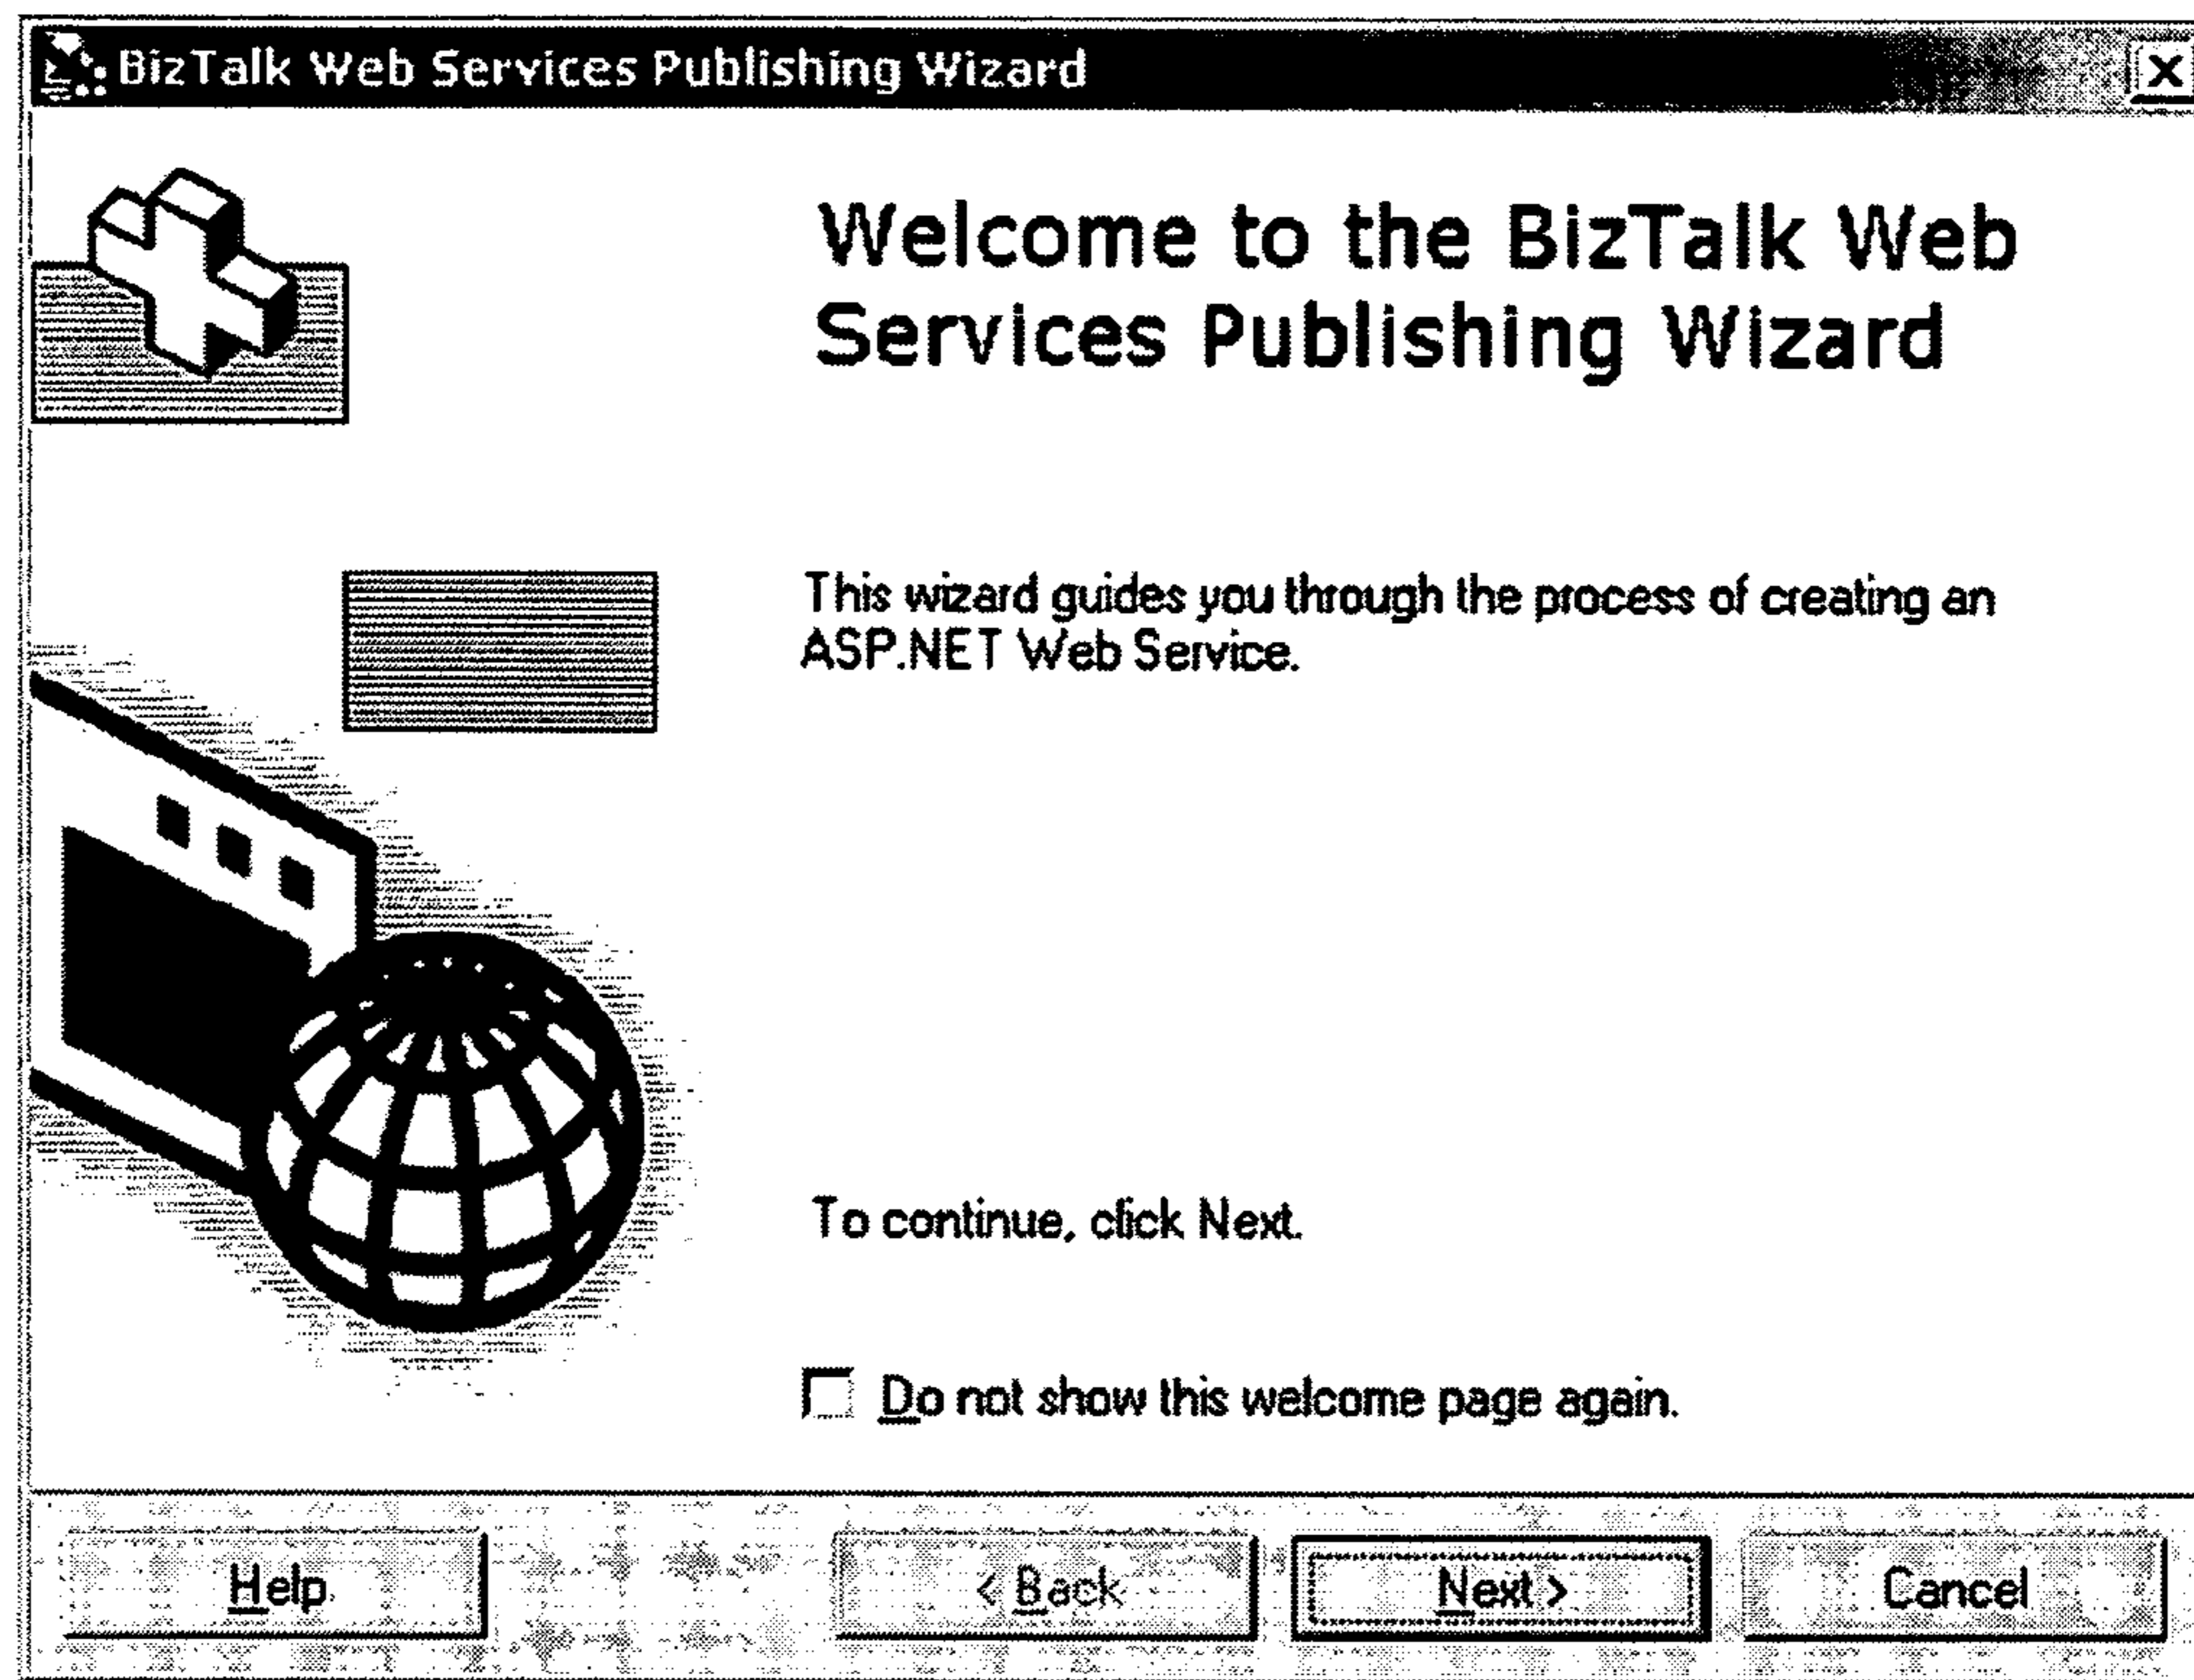 BizTalk Web Services Publishing Wizard
Welcome to the BizTalk Web
Services Publishing Wizard
This wizard guides you through the process of creating an
ASP.NET Web Service.
To continue, click Next.
Do not show this welcome page again.
Help
< Back
Next >
Cancel